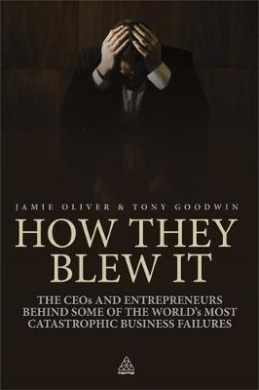 JAMIE OLIVER & TONY GOODWIN
HOW THEY
BLEW IT
THE CEOs AND ENTREPRENEURS
BEHIND SOME OF THE WORLD'S MOST
CATASTROPHIC BUSINESS FAILURES